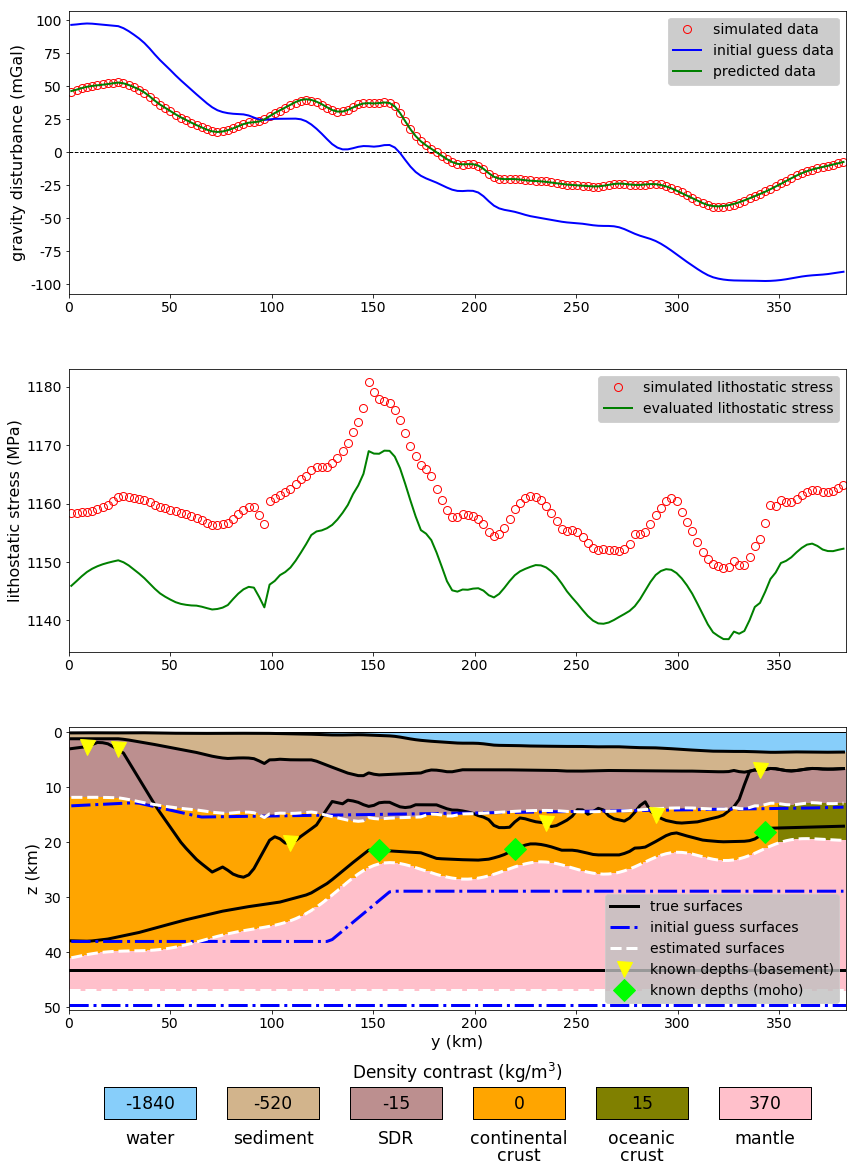 gravity disturbance (mGal)
100
75
50
25
0
-25
-50
-75
-100
simulated data
initial guess data
predicted data
0 50 100 150 200 250 300 350
lithostatic stress (MPa)
1180
1170
1160
1150
1140
simulated lithostatic stress
evaluated lithostatic stress
0 50 100 150 200 250 300 350
z (km)
0
10
20
30
40
50
true surfaces
initial guess surfaces
estimated surfaces
known depths (basement)
known depths (moho)
0 50 100 150 200 250 300 350
y (km)
Density contrast (kg/m³)
-1840 -520 -15 0 15 370
water sediment SDR continental oceanic mantle
crust crust